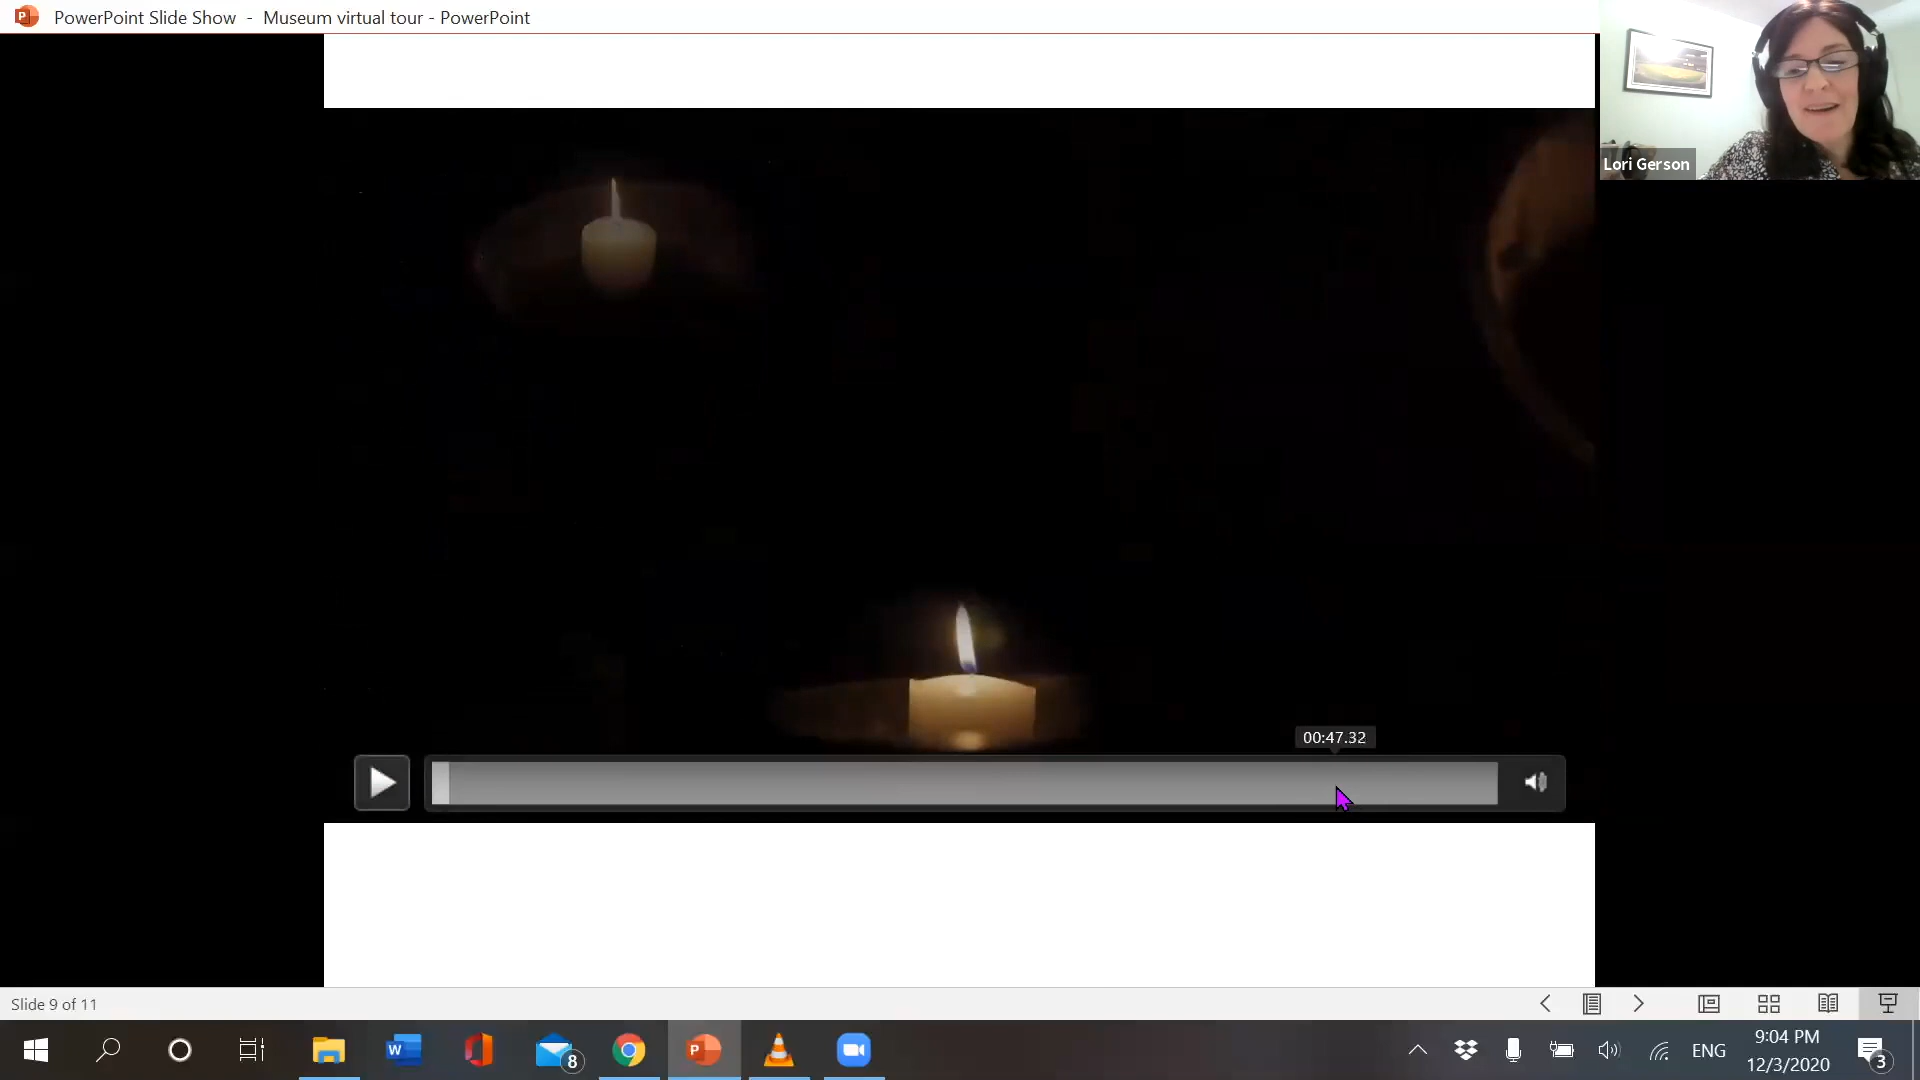 PowerPoint Slide Show - Museum virtual tour - PowerPoint
Lori Gerson
00:47.32
Slide 9 of 11
8
ENG
9:04 PM
12/3/2020
3